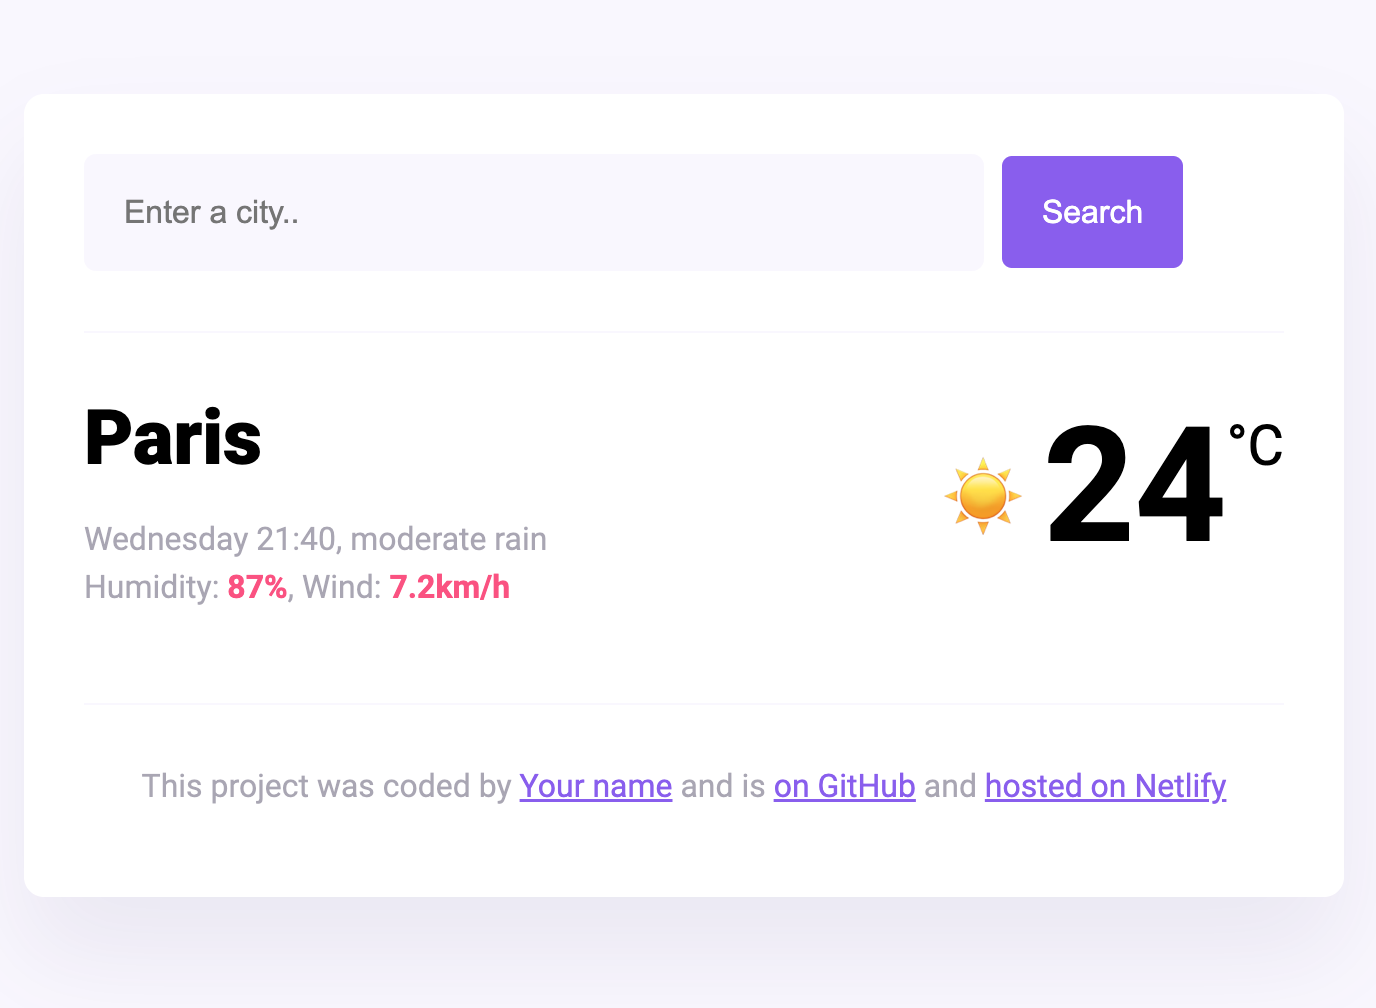 Enter a city..
Search
Paris
24
°C
Wednesday 21:40, moderate rain
Humidity: 87%, Wind: 7.2km/h
This project was coded by Your name and is on GitHub and hosted on Netlify